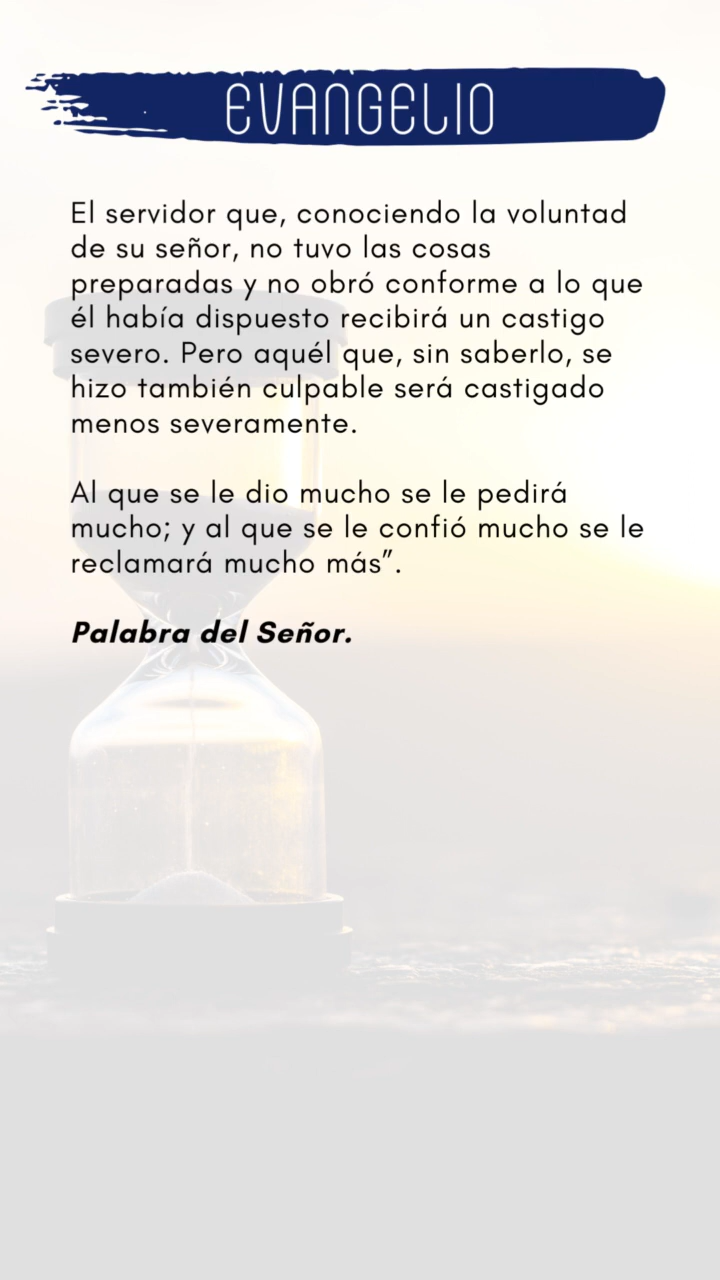 EVANGELIO
El servidor que, conociendo la voluntad
de su señor, no tuvo las cosas
preparadas y no obró conforme a lo que
él había dispuesto recibirá un castigo
severo. Pero aquél que, sin saberlo, se
hizo también culpable será castigado
menos severamente.
Al que se le dio mucho se le pedirá
mucho; y al que se le confió mucho se le
reclamará mucho más”.
Palabra del Señor.